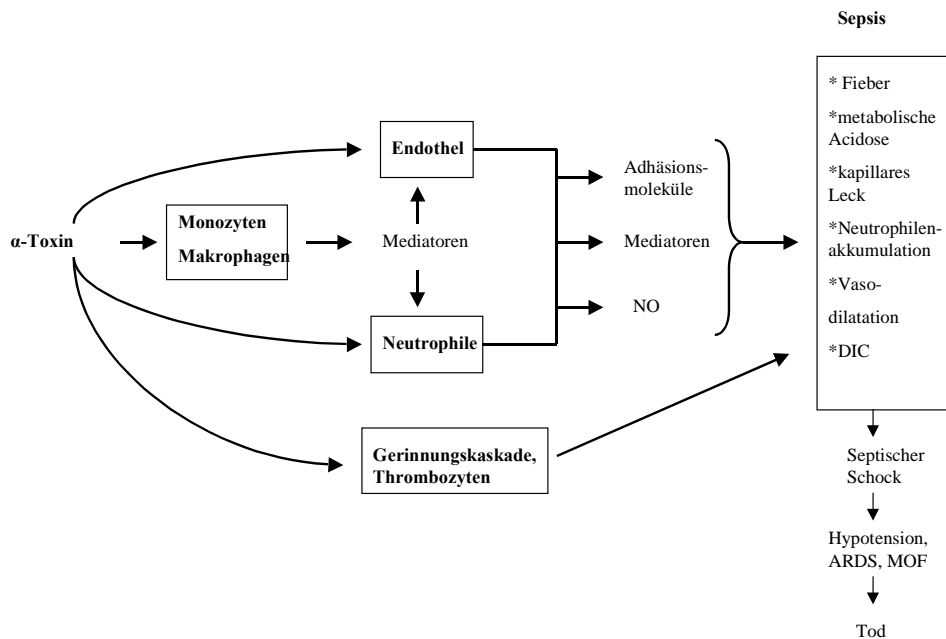 Sepsis
α-Toxin
Monozyten
Makrophagen
Endothel
Mediatoren
Neutrophile
Gerinnungskaskade,
Thrombozyten
Adhäsions-
moleküle
Mediatoren
NO
* Fieber
*metabolische
Acidose
*kapillares
Leck
*Neutrophilen-
akkumulation
*Vaso-
dilatation
*DIC
Septischer
Schock
Hypotension,
ARDS, MOF
Tod